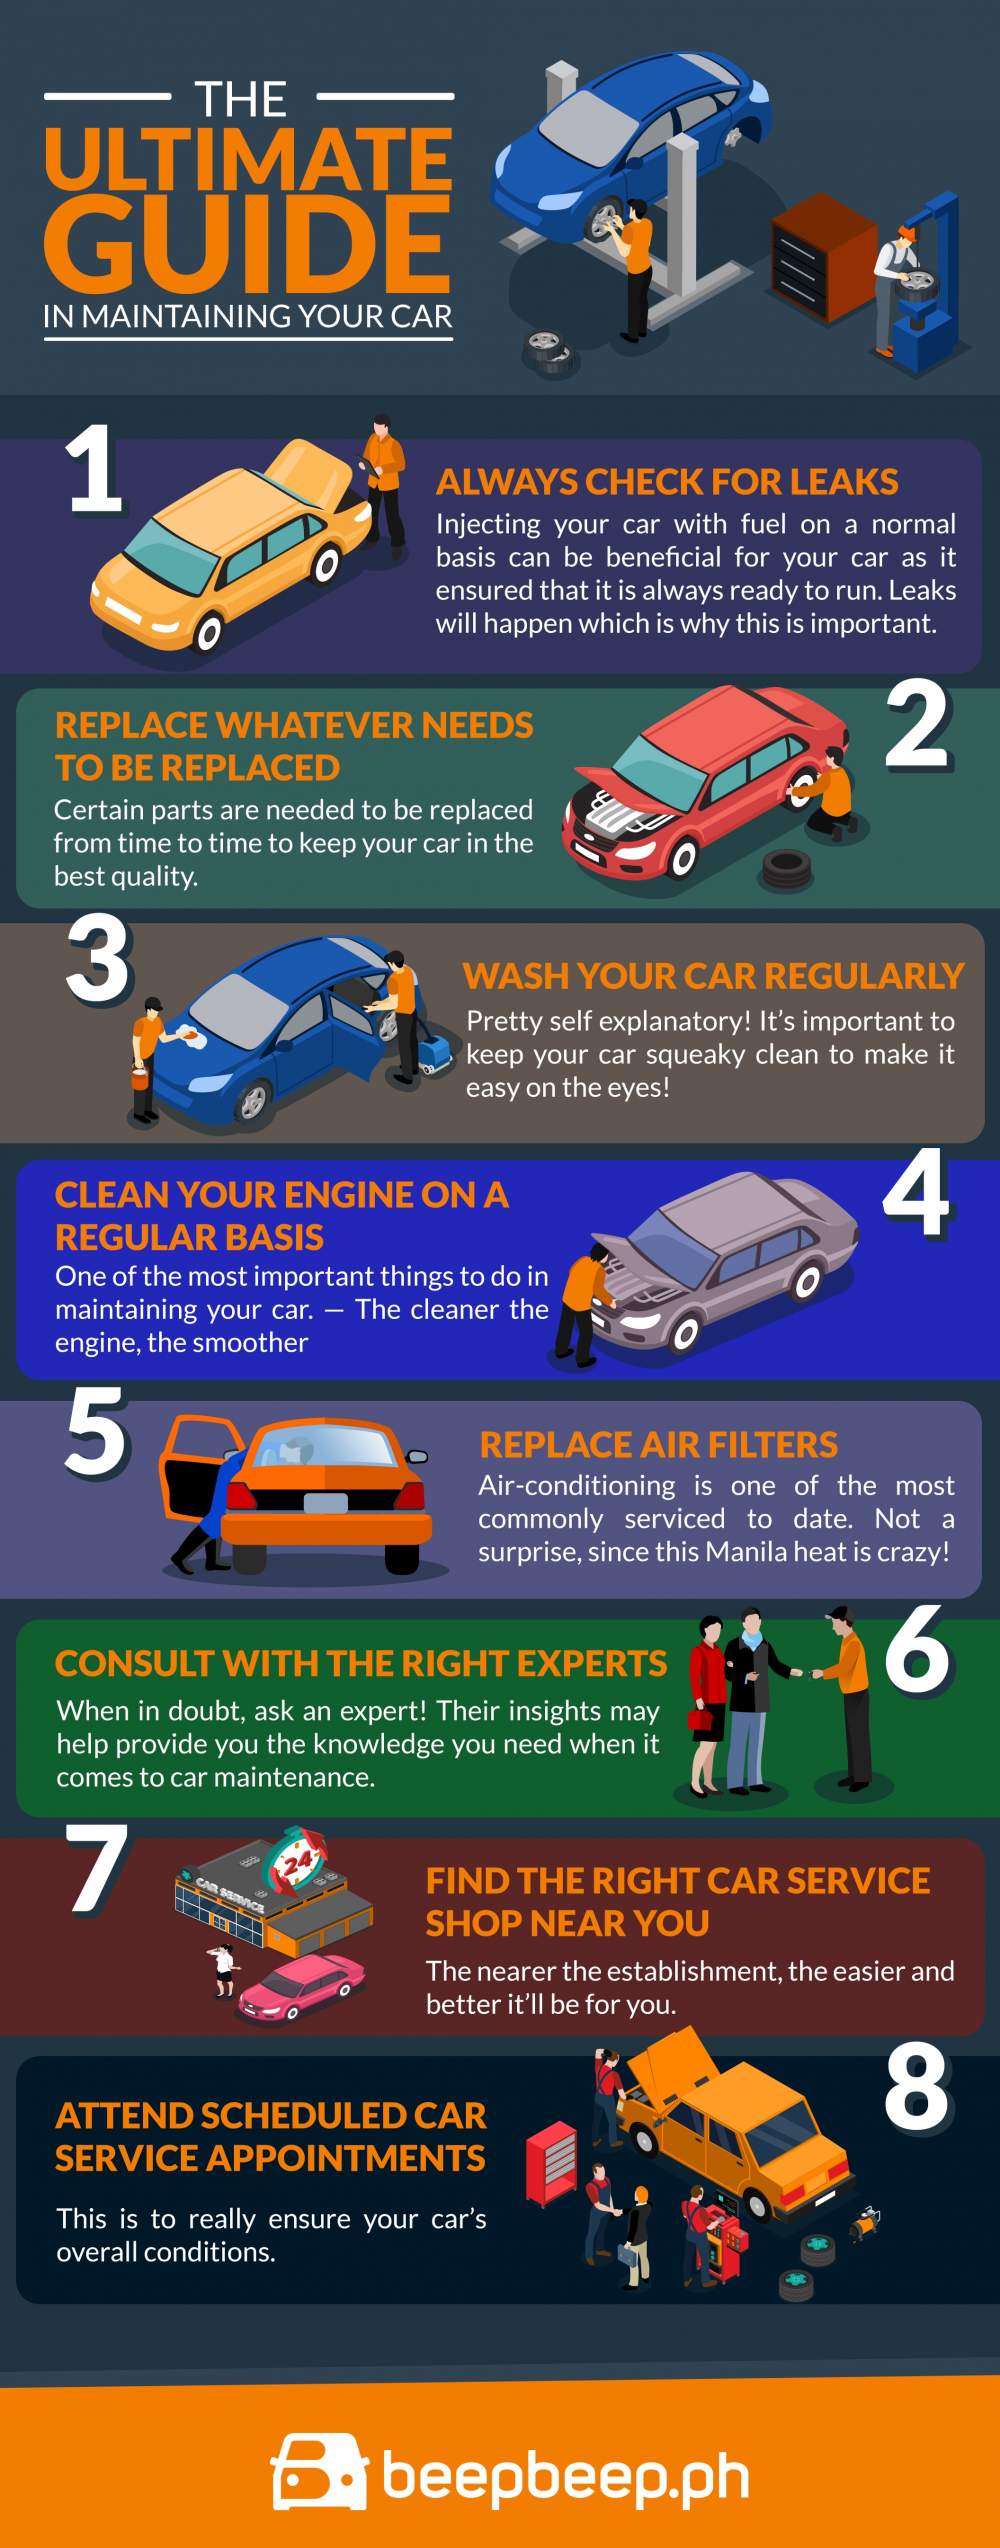 THE
ULTIMATE
GUIDE
IN MAINTAINING YOUR CAR
1
ALWAYS CHECK FOR LEAKS
Injecting your car with fuel on a normal
basis can be beneficial for your car as it
ensured that it is always ready to run. Leaks
will happen which is why this is important.
2
REPLACE WHATEVER NEEDS
TO BE REPLACED
Certain parts are needed to be replaced
from time to time to keep your car in the
best quality.
3
WASH YOUR CAR REGULARLY
Pretty self explanatory! It's important to
keep your car squeaky clean to make it
easy on the eyes!
4
CLEAN YOUR ENGINE ON A
REGULAR BASIS
One of the most important things to do in
maintaining your car. — The cleaner the
engine, the smoother
5
REPLACE AIR FILTERS
Air-conditioning is one of the most
commonly serviced to date. Not a
surprise, since this Manila heat is crazy!
6
CONSULT WITH THE RIGHT EXPERTS
When in doubt, ask an expert! Their insights may
help provide you the knowledge you need when it
comes to car maintenance.
7
24
CAR SERVICE
FIND THE RIGHT CAR SERVICE
SHOP NEAR YOU
The nearer the establishment, the easier and
better it'll be for you.
8
ATTEND SCHEDULED CAR
SERVICE APPOINTMENTS
This is to really ensure your car's
overall conditions.
beepbeep.ph